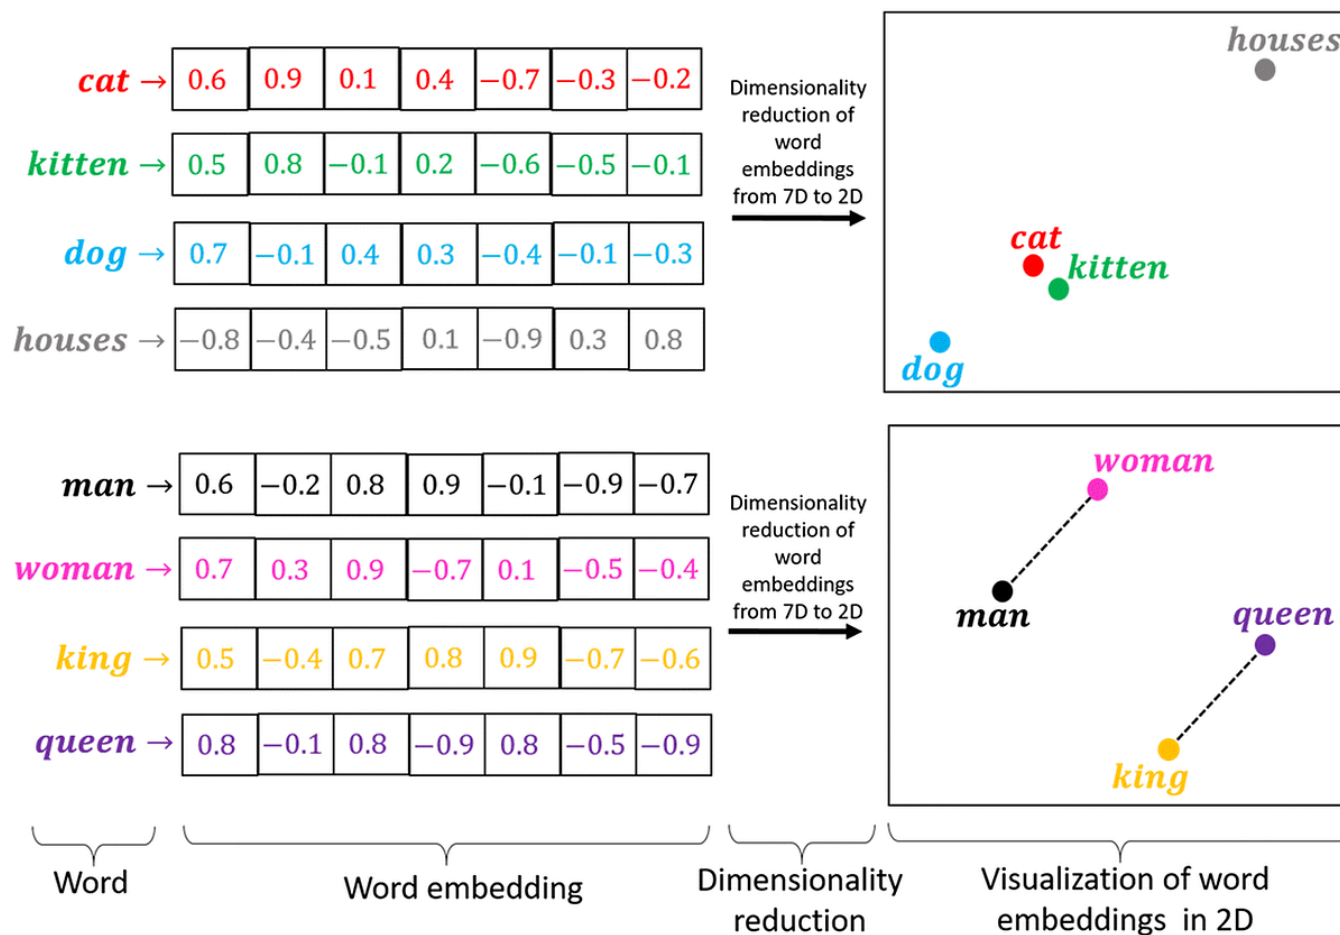 cat → 0.6 0.9 0.1 0.4 −0.7 −0.3 −0.2
kitten → 0.5 0.8 −0.1 0.2 −0.6 −0.5 −0.1
dog → 0.7 −0.1 0.4 0.3 −0.4 −0.1 −0.3
houses → −0.8 −0.4 −0.5 0.1 −0.9 0.3 0.8
Dimensionality
reduction of
word
embeddings
from 7D to 2D
houses
cat
kitten
dog
man → 0.6 −0.2 0.8 0.9 −0.1 −0.9 −0.7
woman → 0.7 0.3 0.9 −0.7 0.1 −0.5 −0.4
king → 0.5 −0.4 0.7 0.8 0.9 −0.7 −0.6
queen → 0.8 −0.1 0.8 −0.9 0.8 −0.5 −0.9
Dimensionality
reduction of
word
embeddings
from 7D to 2D
woman
man
queen
king
Word
Word embedding
Dimensionality
reduction
Visualization of word
embeddings in 2D